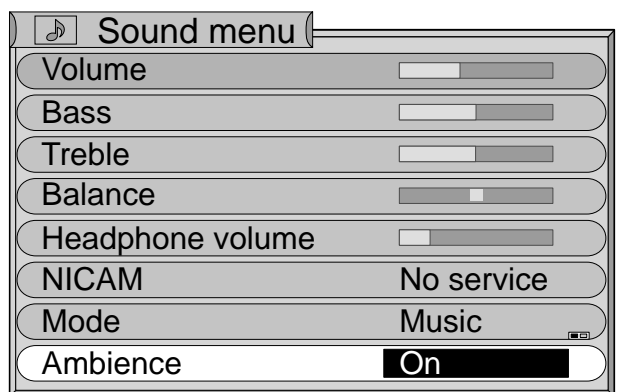 Sound menu
Volume
Bass
Treble
Balance
Headphone volume
NICAM No service
Mode Music
Ambience On